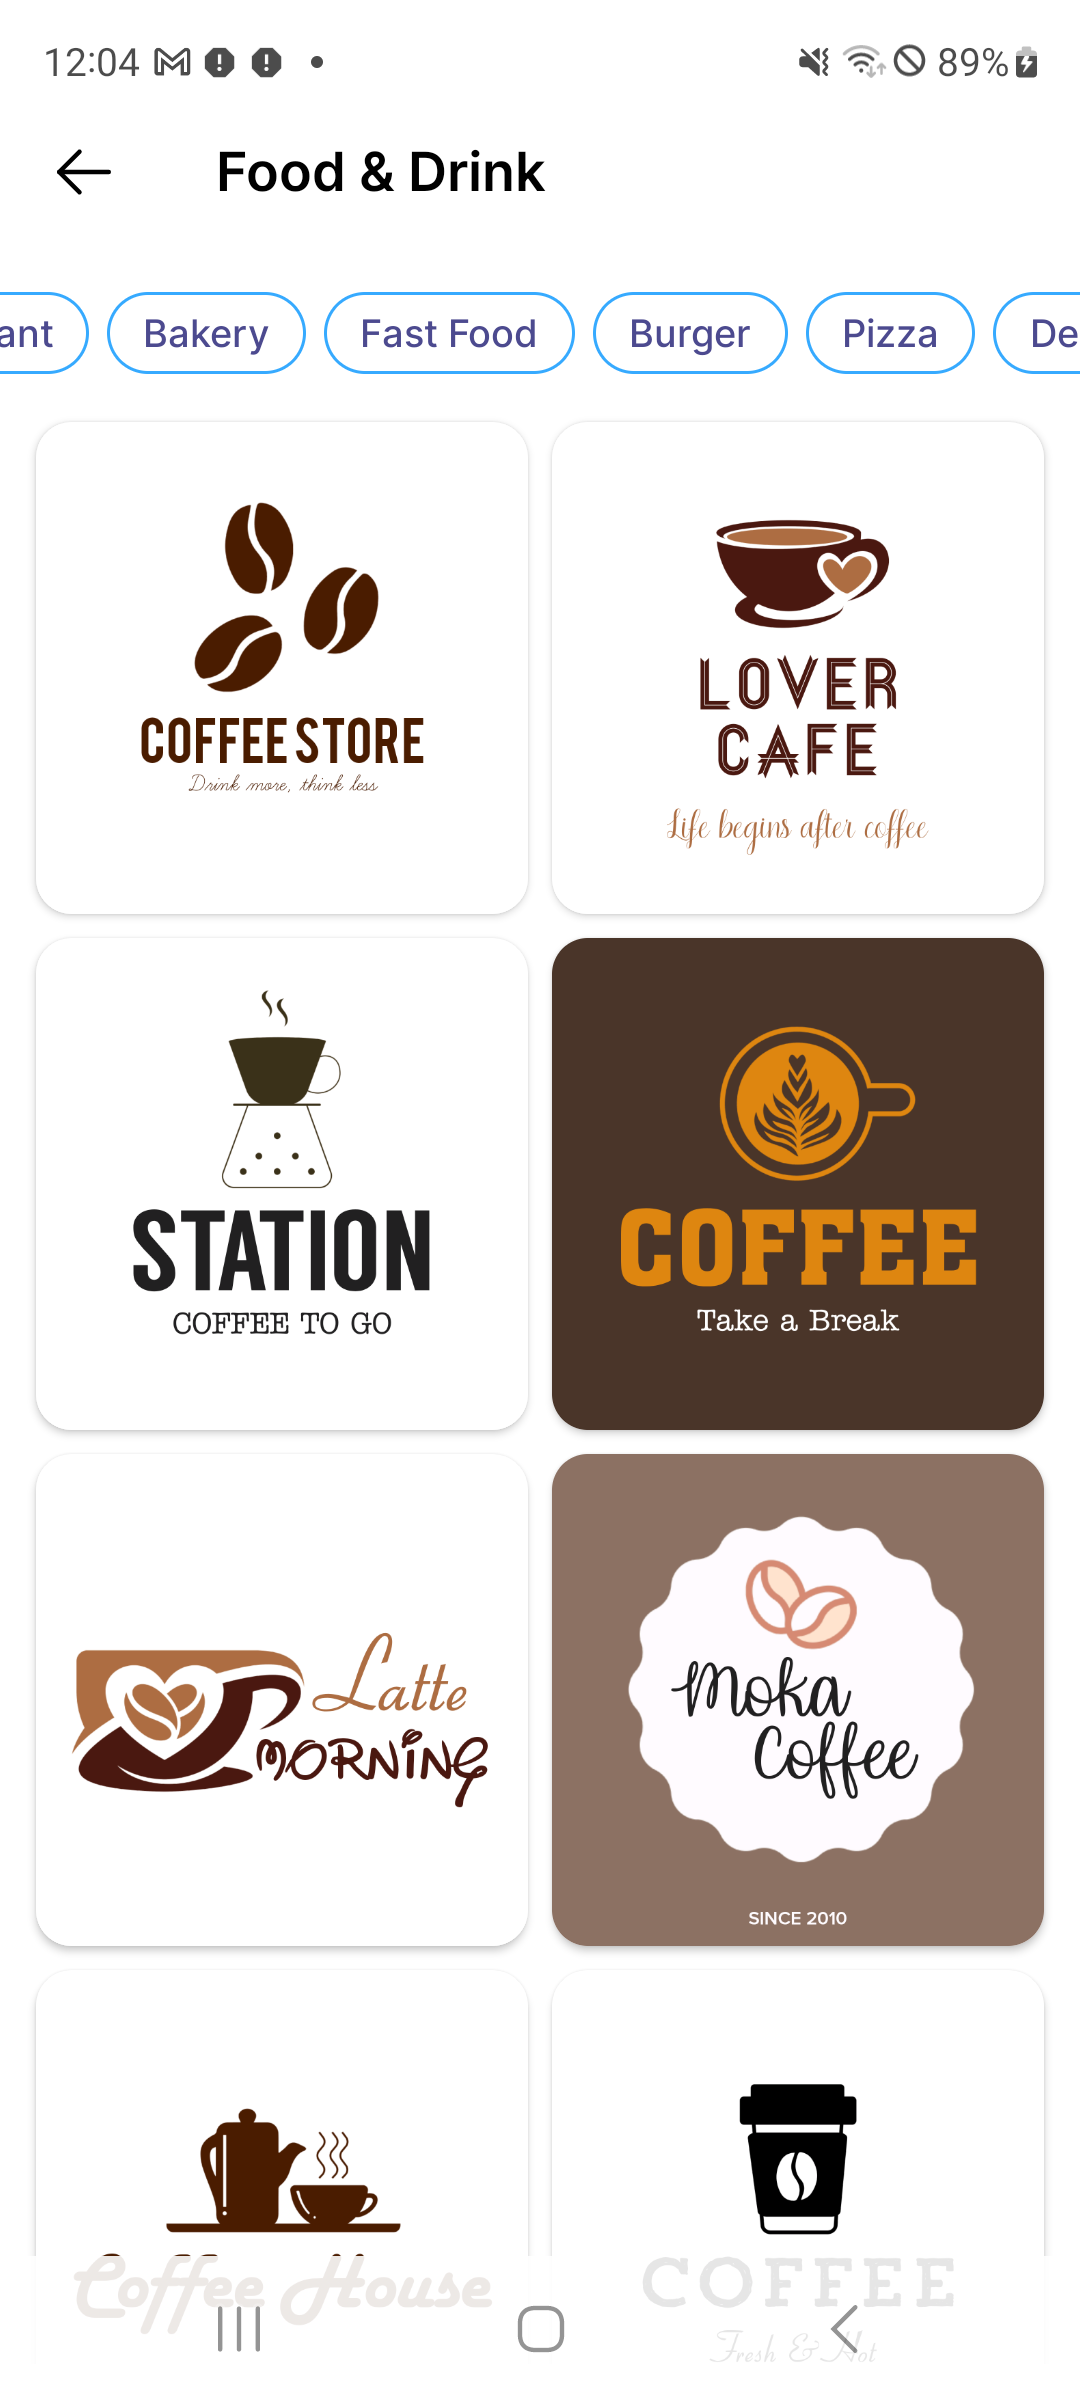 12:04 89%
Food & Drink
ant Bakery Fast Food Burger Pizza De
COFFEE STORE
Drink more, think less
LOVER
CAFE
Life begins after coffee
STATION
COFFEE TO GO
COFFEE
Take a Break
Latte
MORNING
Moka
Coffee
SINCE 2010
Coffee House
COFFEE
Fresh & Hot